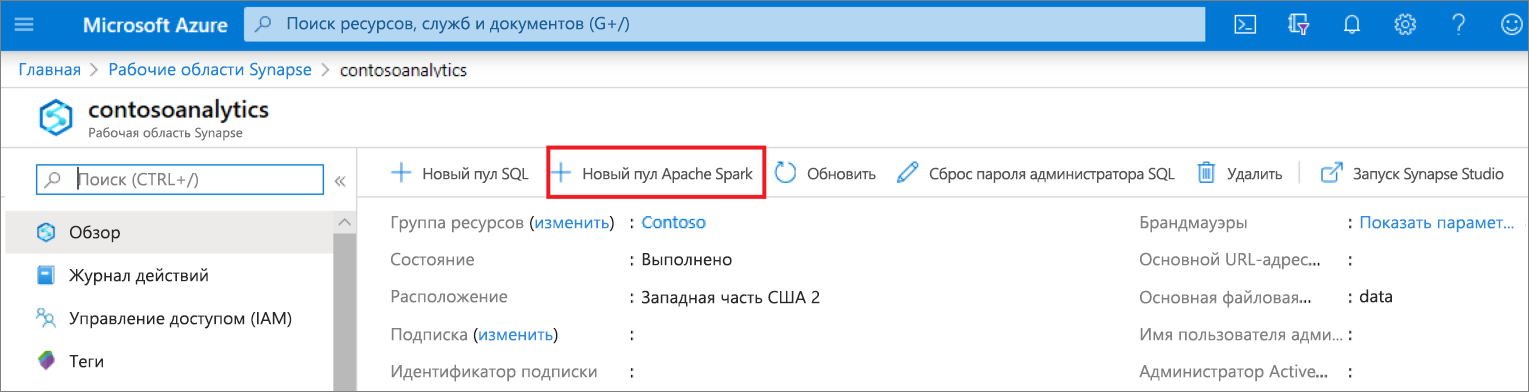 Microsoft Azure
Поиск ресурсов, служб и документов (G+/)
Главная > Рабочие области Synapse > contosoanalytics
contosoanalytics
Рабочая область Synapse
Поиск (CTRL+/)
Обзор
Журнал действий
Управление доступом (IAM)
Теги
Новый пул SQL
Новый пул Apache Spark
Обновить
Сброс пароля администратора SQL
Удалить
Запуск Synapse Studio
Группа ресурсов (изменить) : Contoso
Состояние : Выполнено
Расположение : Западная часть США 2
Подписка (изменить) :
Идентификатор подписки :
Брандмауэры : Показать парамет...
Основной URL-адрес... :
Основная файловая... : data
Имя пользователя адми... :
Администратор Active... :